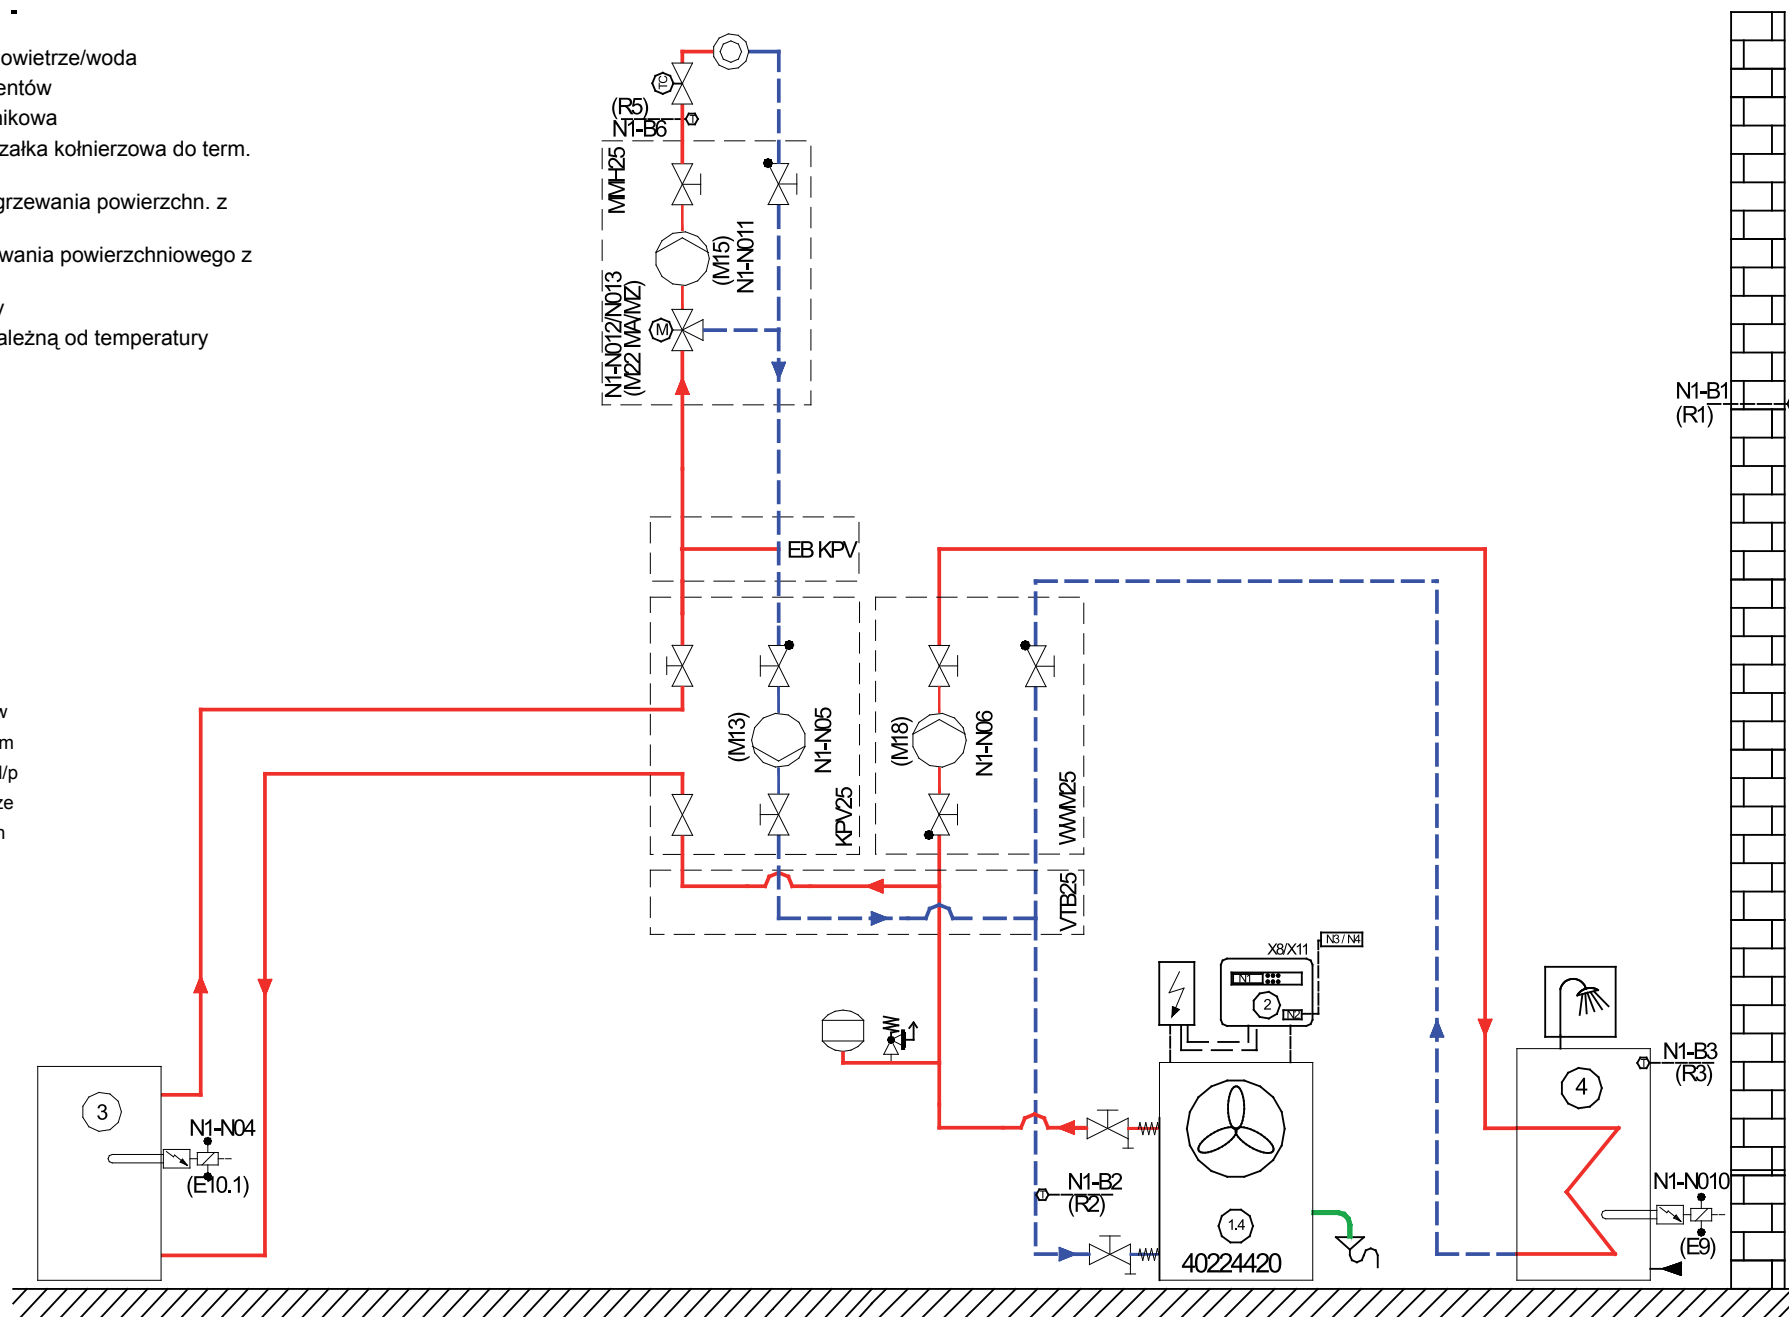 -
owietrze/woda
entów
nikowa
załka kołnierzowa do term.
grzewania powierzchn. z
wania powierzchniowego z
y
ależną od temperatury
w
m
l/p
ze
n
TC
(R5)
N1-B6
MMH25
(M15)
N1-N011
N1-N012/N013
(M22 MA/MZ)
M
N1-B1
(R1)
EB KPV
(M13)
N1-N05
KPV25
(M18)
N1-N06
WWM25
VTB25
X8/X11
N3 / N4
N1
2
N2
3
N1-N04
(E10.1)
N1-B2
(R2)
1.4
40224420
4
N1-B3
(R3)
N1-N010
(E9)